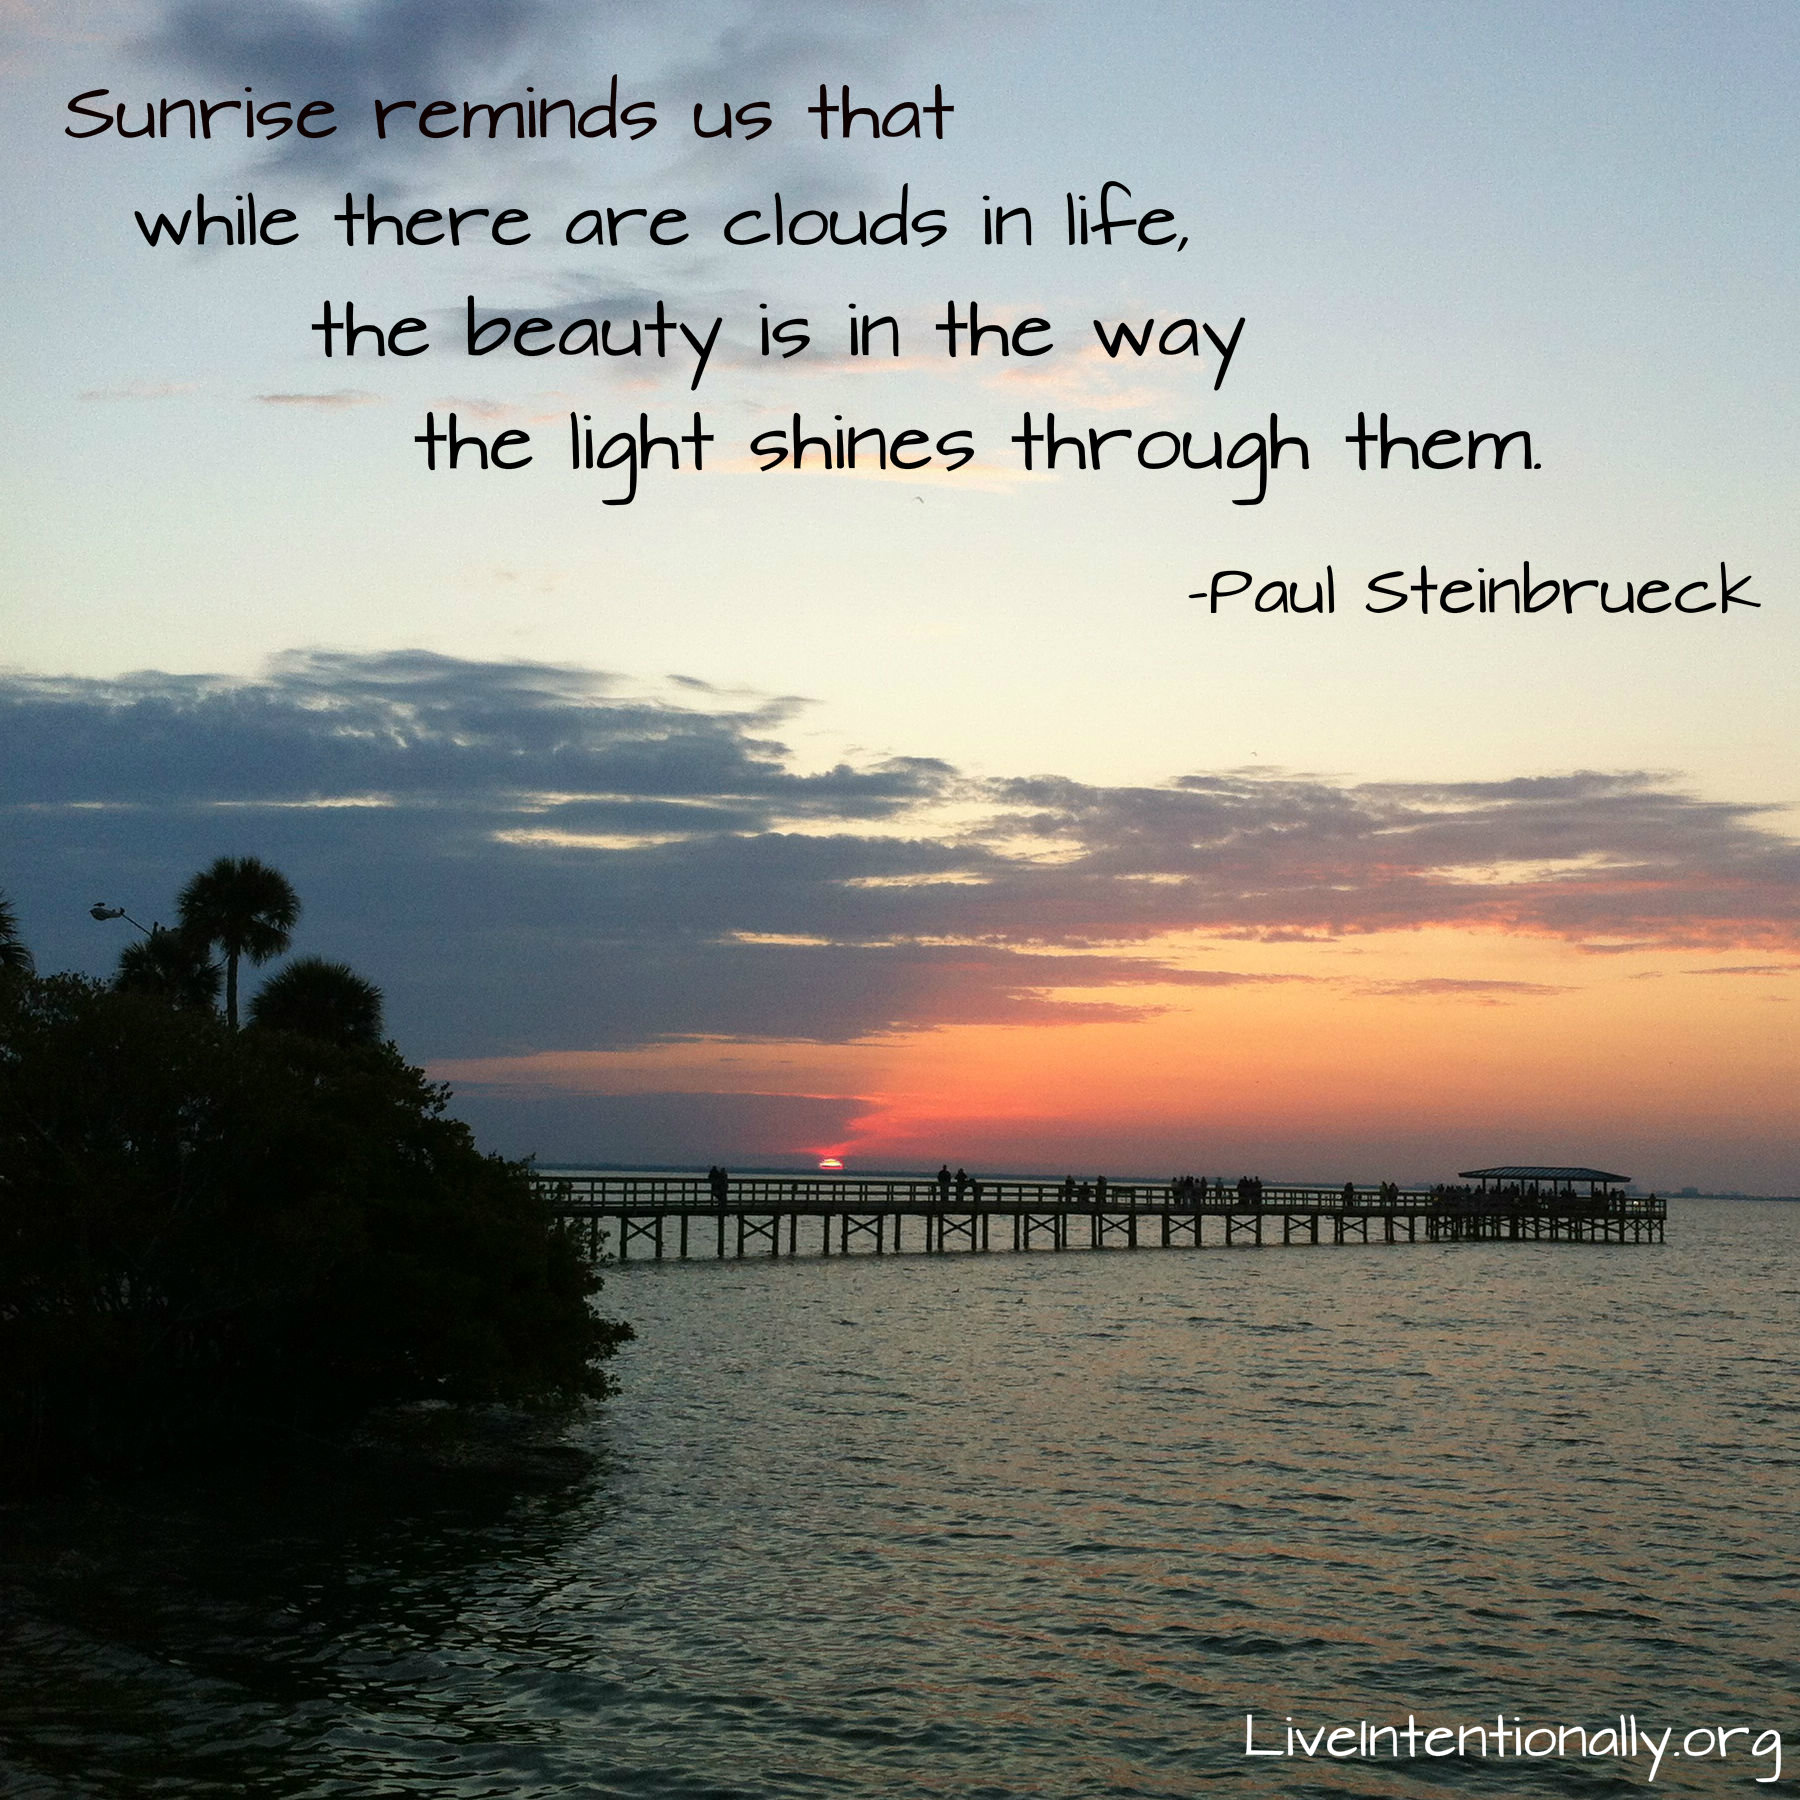 Sunrise reminds us that
while there are clouds in life,
the beauty is in the way
the light shines through them.
-Paul Steinbrueck
LiveIntentionally.org